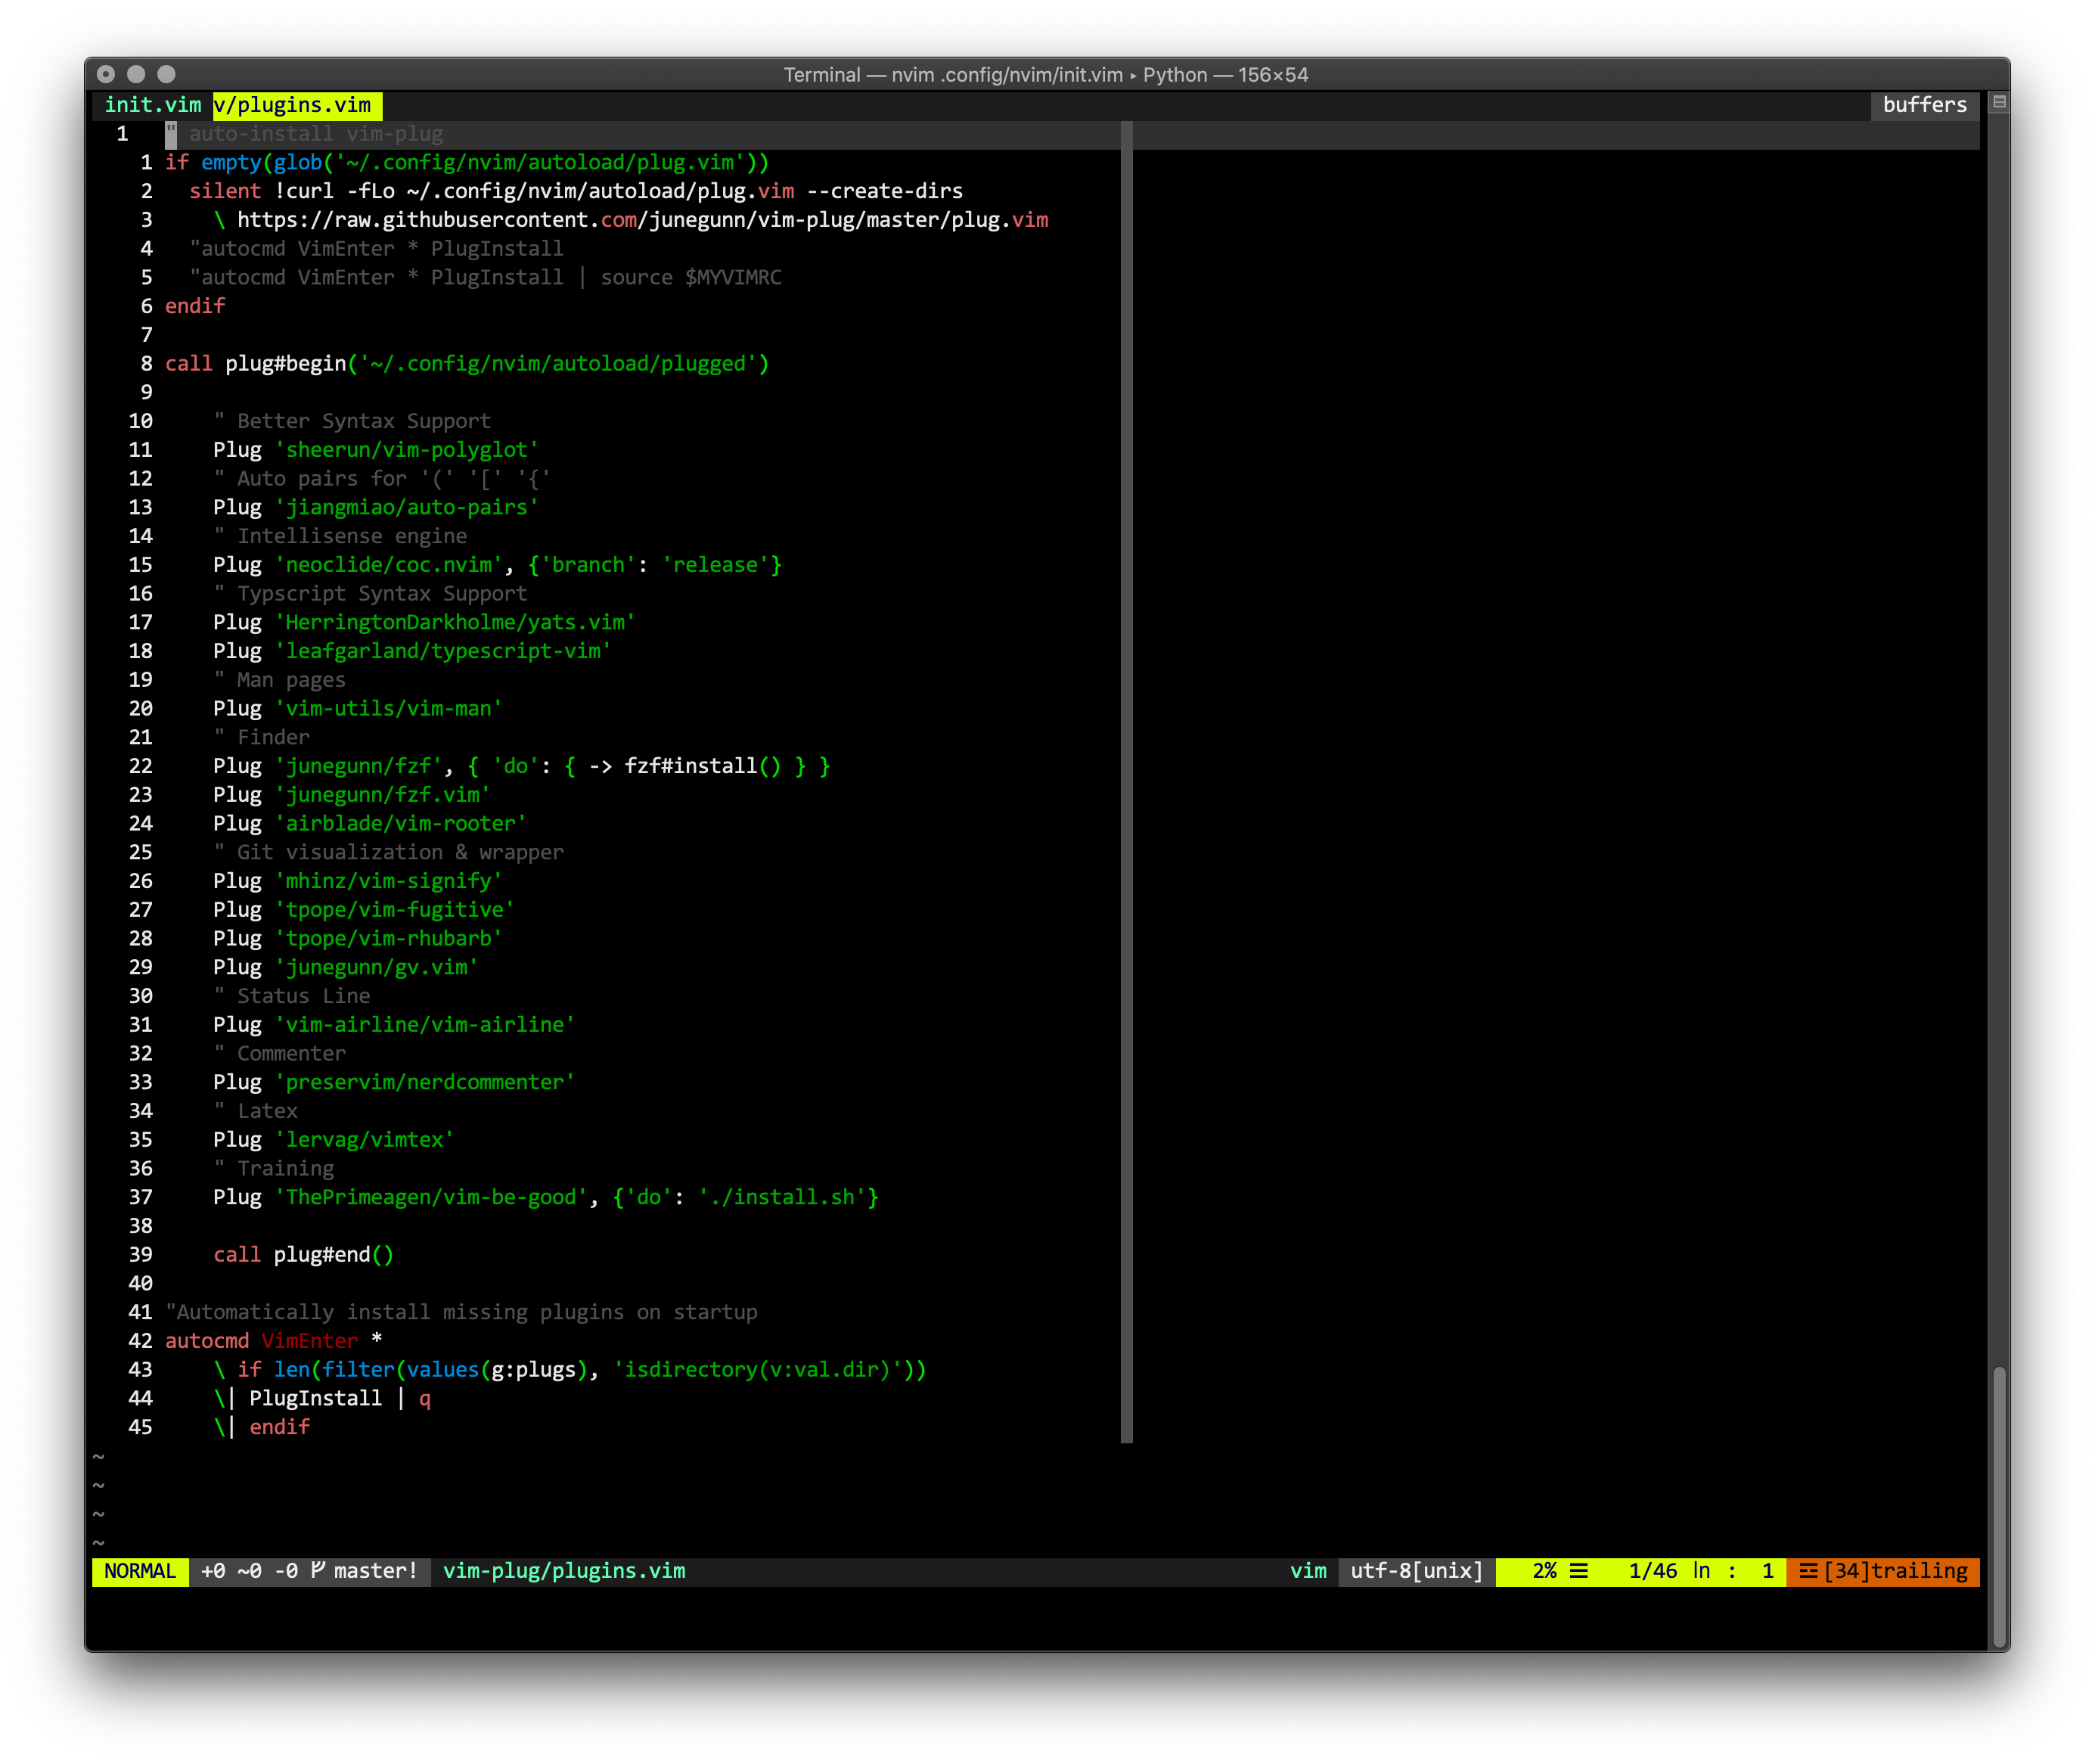 Terminal — nvim .config/nvim/init.vim ▸ Python — 156×54
init.vim v/plugins.vim buffers
1 " auto-install vim-plug
1 if empty(glob('~/.config/nvim/autoload/plug.vim'))
2 silent !curl -fLo ~/.config/nvim/autoload/plug.vim --create-dirs
3 \ https://raw.githubusercontent.com/junegunn/vim-plug/master/plug.vim
4 "autocmd VimEnter * PlugInstall
5 "autocmd VimEnter * PlugInstall | source $MYVIMRC
6 endif
7
8 call plug#begin('~/.config/nvim/autoload/plugged')
9
10 " Better Syntax Support
11 Plug 'sheerun/vim-polyglot'
12 " Auto pairs for '(' '[' '{'
13 Plug 'jiangmiao/auto-pairs'
14 " Intellisense engine
15 Plug 'neoclide/coc.nvim', {'branch': 'release'}
16 " Typscript Syntax Support
17 Plug 'HerringtonDarkholme/yats.vim'
18 Plug 'leafgarland/typescript-vim'
19 " Man pages
20 Plug 'vim-utils/vim-man'
21 " Finder
22 Plug 'junegunn/fzf', { 'do': { -> fzf#install() } }
23 Plug 'junegunn/fzf.vim'
24 Plug 'airblade/vim-rooter'
25 " Git visualization & wrapper
26 Plug 'mhinz/vim-signify'
27 Plug 'tpope/vim-fugitive'
28 Plug 'tpope/vim-rhubarb'
29 Plug 'junegunn/gv.vim'
30 " Status Line
31 Plug 'vim-airline/vim-airline'
32 " Commenter
33 Plug 'preservim/nerdcommenter'
34 " Latex
35 Plug 'lervag/vimtex'
36 " Training
37 Plug 'ThePrimeagen/vim-be-good', {'do': './install.sh'}
38
39 call plug#end()
40
41 "Automatically install missing plugins on startup
42 autocmd VimEnter *
43 \ if len(filter(values(g:plugs), 'isdirectory(v:val.dir)'))
44 \| PlugInstall | q
45 \| endif
~
~
~
~
NORMAL +0 ~0 -0 master! vim-plug/plugins.vim vim utf-8[unix] 2% ☰ 1/46 ln : 1 ☲[34]trailing